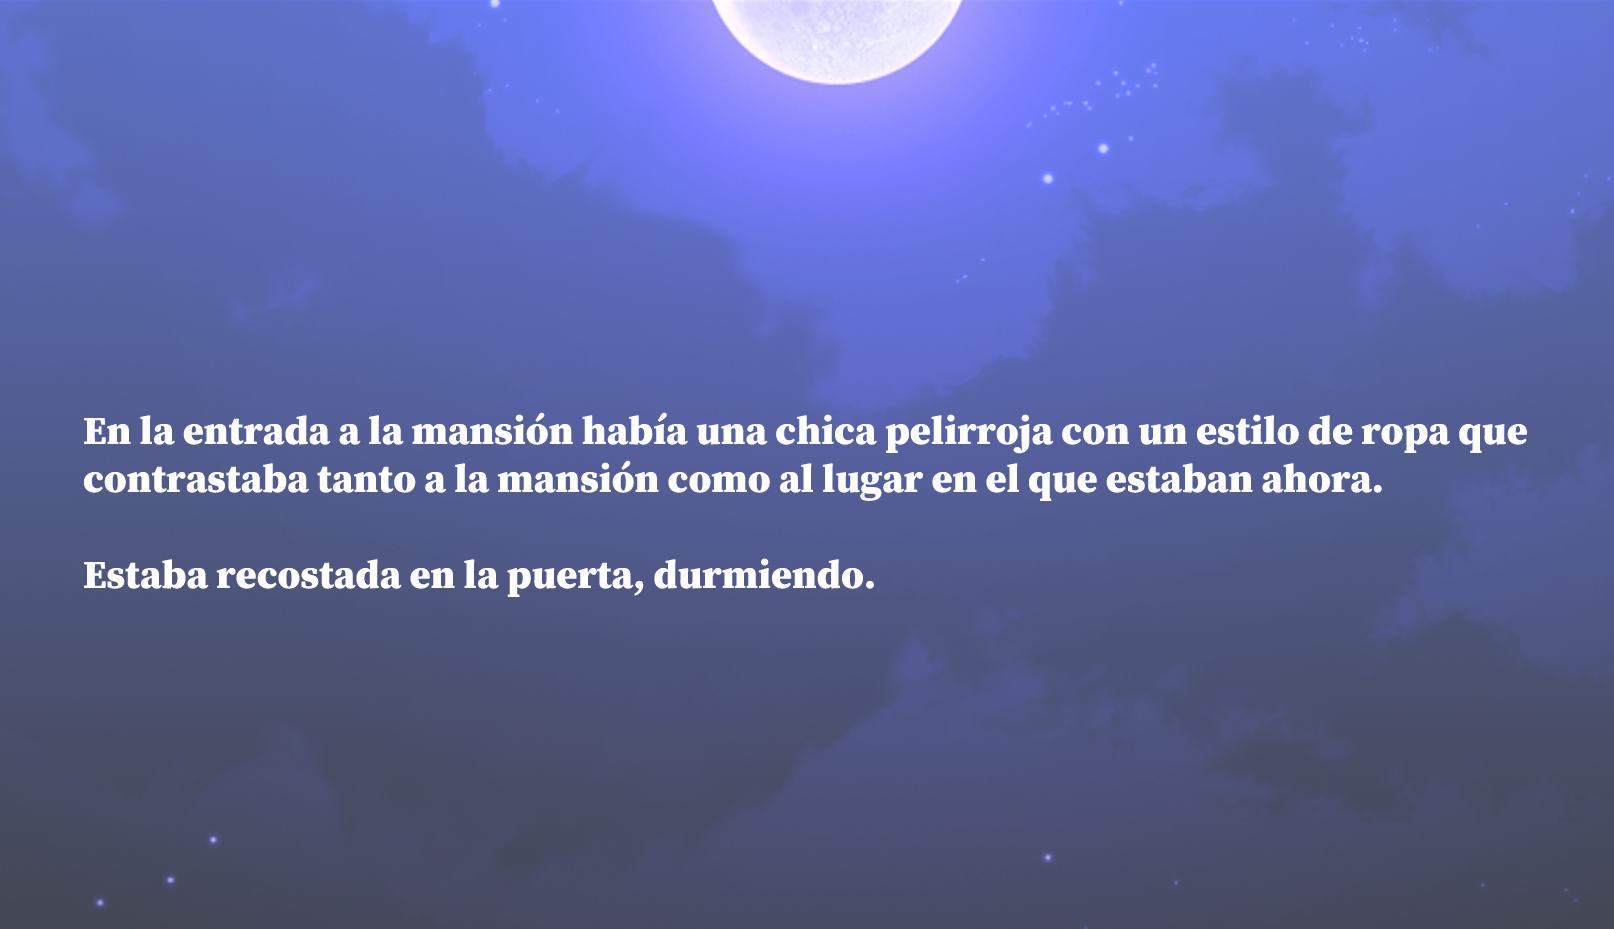 En la entrada a la mansión había una chica pelirroja con un estilo de ropa que
contrastaba tanto a la mansión como al lugar en el que estaban ahora.
Estaba recostada en la puerta, durmiendo.